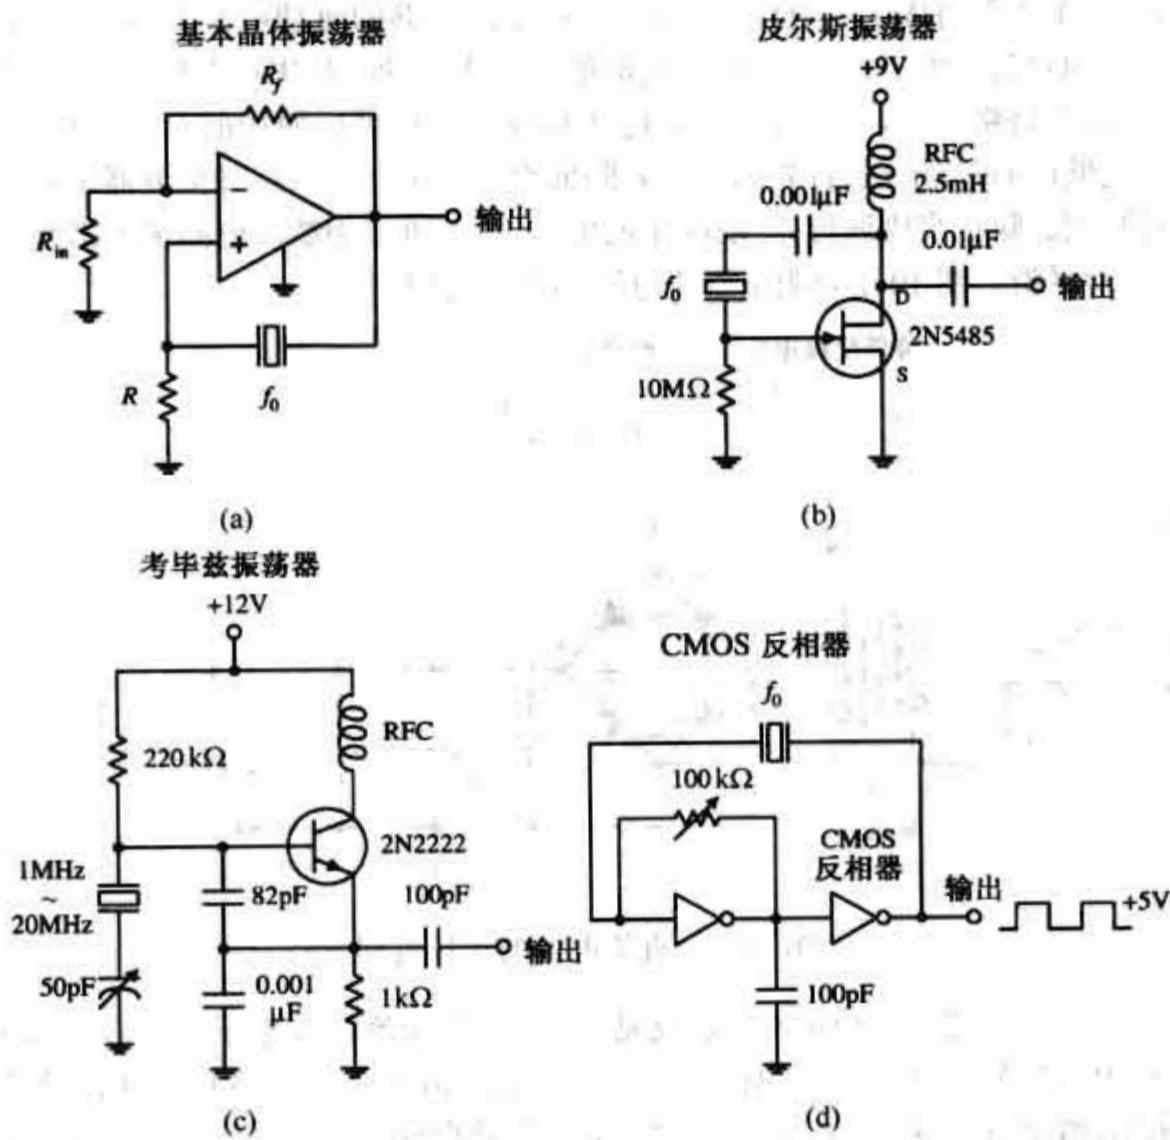 基本晶体振荡器
R_f
−
+
R_in
输出
R
f_0
(a)
皮尔斯振荡器
+9V
RFC
2.5mH
0.001μF
0.01μF
f_0
D
输出
2N5485
S
10MΩ
(b)
考毕兹振荡器
+12V
220kΩ
RFC
2N2222
1MHz
~
20MHz
82pF
100pF
输出
50pF
0.001
μF
1kΩ
(c)
CMOS 反相器
f_0
100kΩ
CMOS
反相器
输出
+5V
100pF
(d)